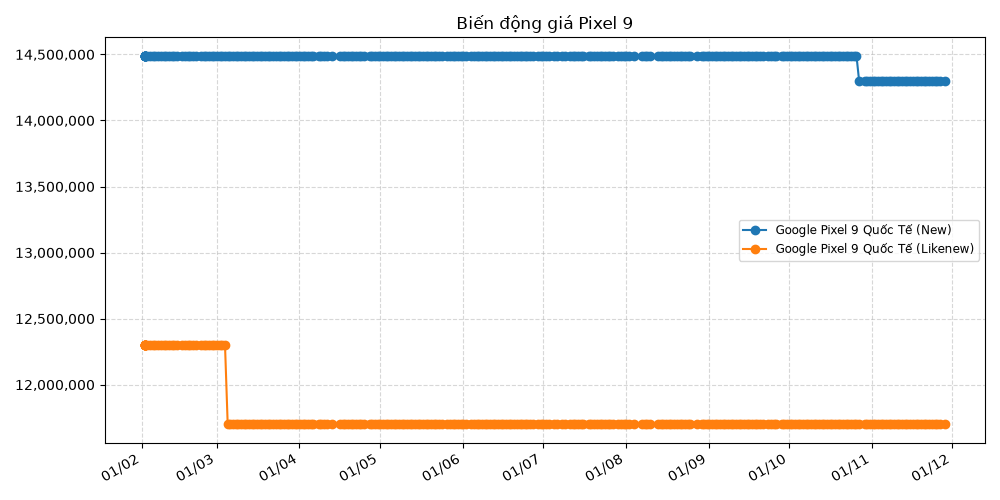 Biến động giá Pixel 9
14,500,000
14,000,000
13,500,000
13,000,000
12,500,000
12,000,000
Google Pixel 9 Quốc Tế (New)
Google Pixel 9 Quốc Tế (Likenew)
01/02 01/03 01/04 01/05 01/06 01/07 01/08 01/09 01/10 01/11 01/12